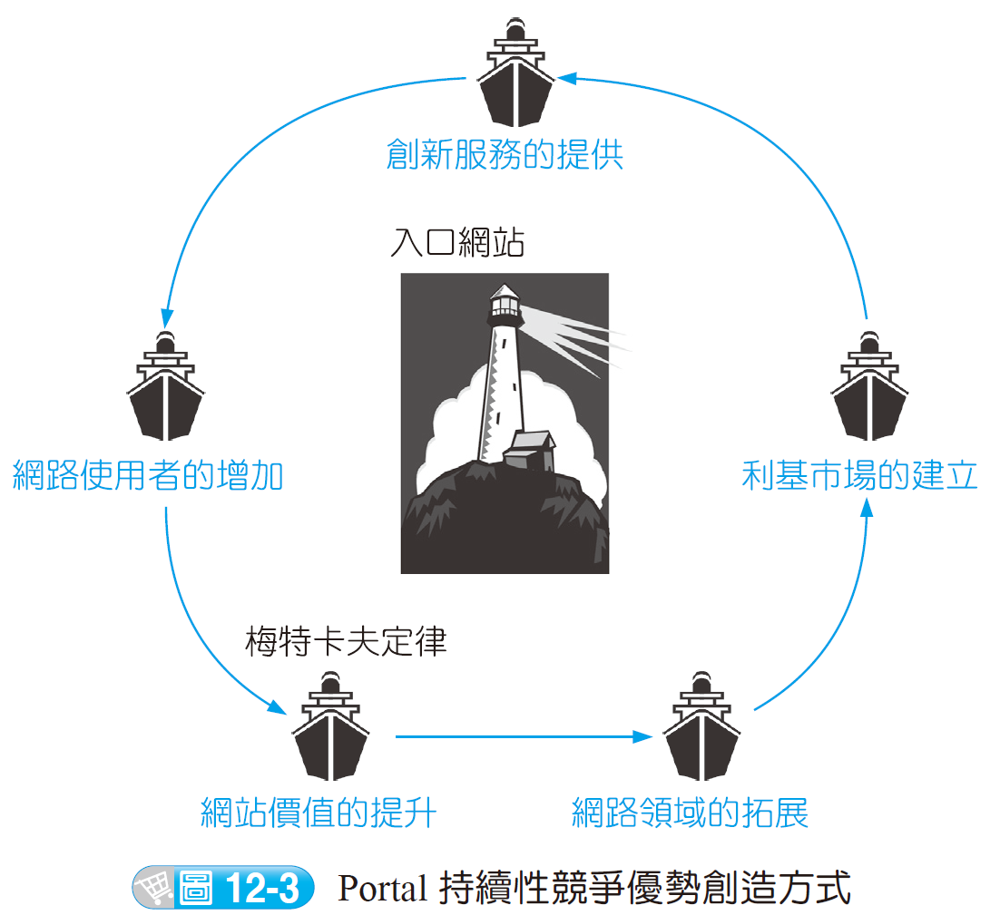 創新服務的提供
入口網站
網路使用者的增加
利基市場的建立
梅特卡夫定律
網站價值的提升
網路領域的拓展
圖 12-3 Portal 持續性競爭優勢創造方式